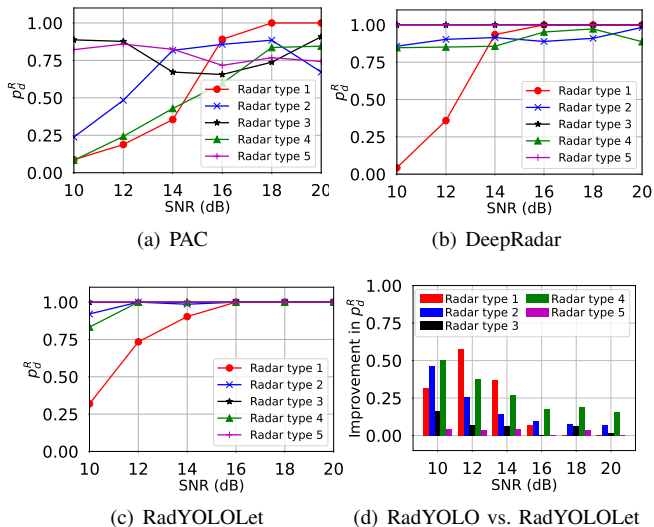 1.00
0.75
0.50
0.25
0.00
p_d^R
Radar type 1
Radar type 2
Radar type 3
Radar type 4
Radar type 5
10 12 14 16 18 20
SNR (dB)
(a) PAC
1.00
0.75
0.50
0.25
0.00
p_d^R
Radar type 1
Radar type 2
Radar type 3
Radar type 4
Radar type 5
10 12 14 16 18 20
SNR (dB)
(b) DeepRadar
1.00
0.75
0.50
0.25
0.00
p_d^R
Radar type 1
Radar type 2
Radar type 3
Radar type 4
Radar type 5
10 12 14 16 18 20
SNR (dB)
(c) RadYOLOLet
1.00
0.75
0.50
0.25
0.00
Improvement in p_d^R
Radar type 1
Radar type 2
Radar type 3
Radar type 4
Radar type 5
10 12 14 16 18 20
SNR (dB)
(d) RadYOLO vs. RadYOLOLet